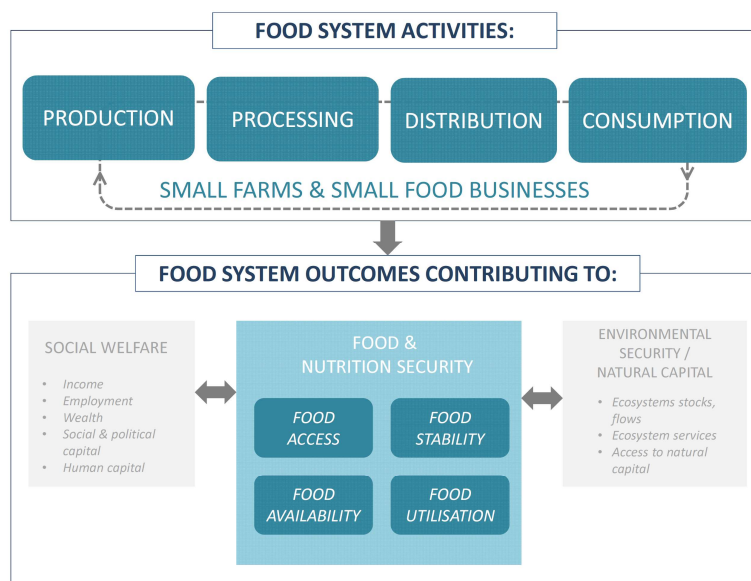 FOOD SYSTEM ACTIVITIES:
PRODUCTION
PROCESSING
DISTRIBUTION
CONSUMPTION
SMALL FARMS & SMALL FOOD BUSINESSES
FOOD SYSTEM OUTCOMES CONTRIBUTING TO:
SOCIAL WELFARE
• Income
• Employment
• Wealth
• Social & political
capital
• Human capital
FOOD &
NUTRITION SECURITY
FOOD
ACCESS
FOOD
STABILITY
FOOD
AVAILABILITY
FOOD
UTILISATION
ENVIRONMENTAL
SECURITY /
NATURAL CAPITAL
• Ecosystems stocks,
flows
• Ecosystem services
• Access to natural
capital